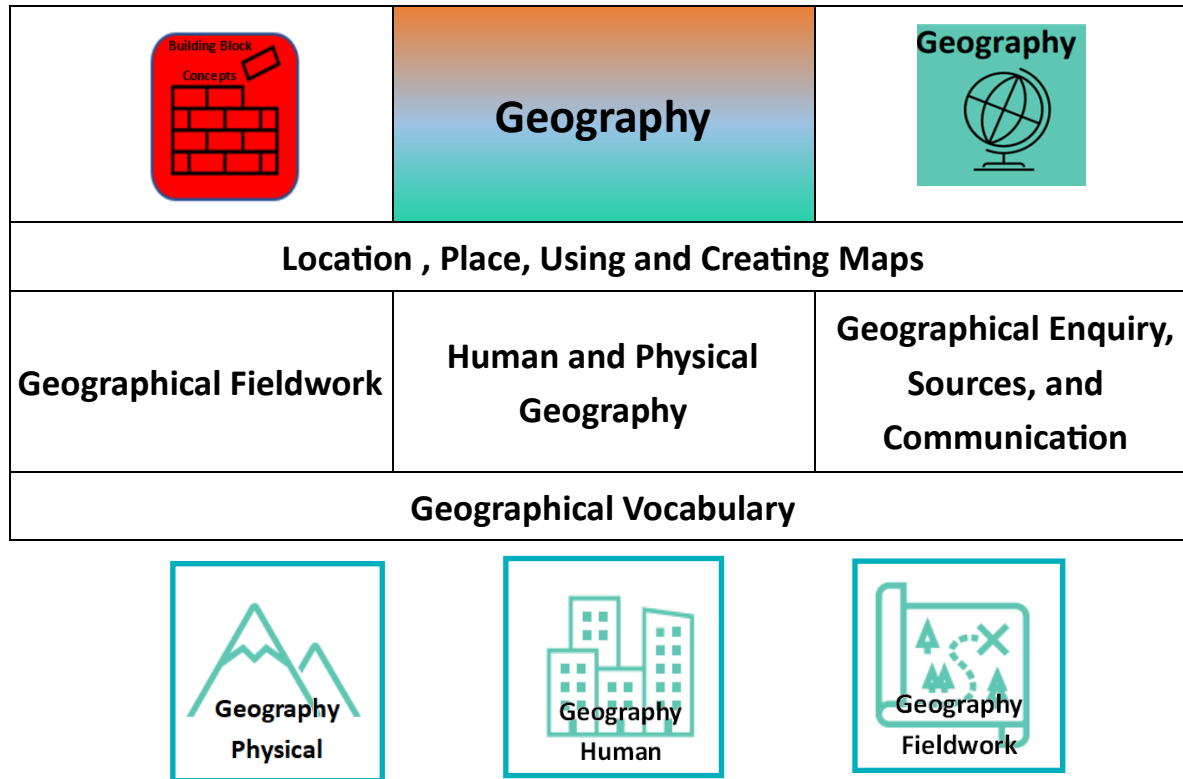 Building Block
Concepts
Geography
Geography
Location , Place, Using and Creating Maps
Geographical Fieldwork
Human and Physical
Geography
Geographical Enquiry,
Sources, and
Communication
Geographical Vocabulary
Geography
Physical
Geography
Human
Geography
Fieldwork